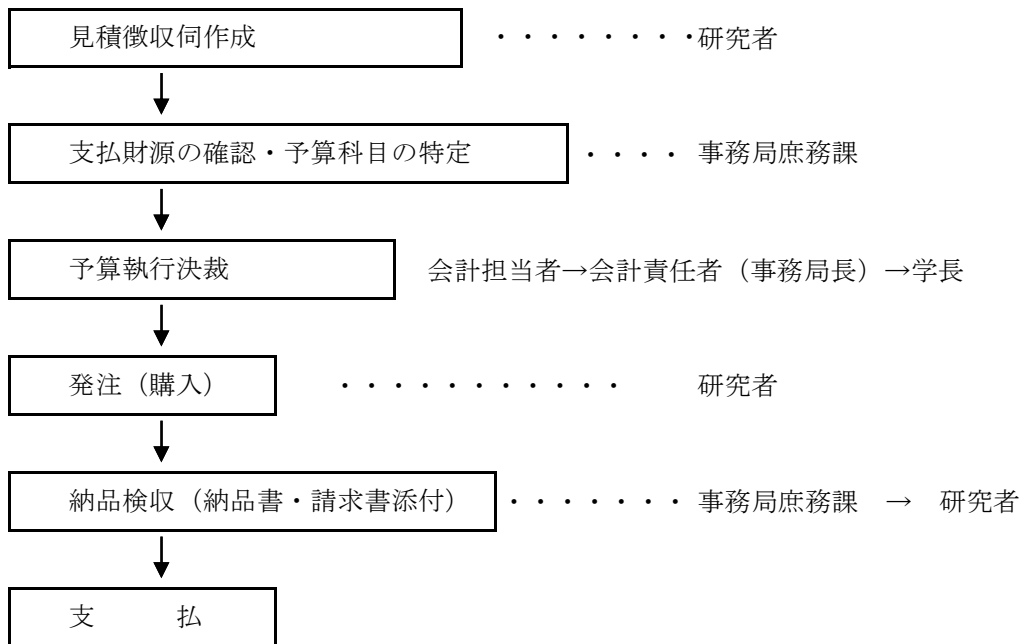 見積徴収伺作成　・・・・・・・・研究者
支払財源の確認・予算科目の特定　・・・・　事務局庶務課
予算執行決裁　会計担当者→会計責任者（事務局長）→学長
発注（購入）　・・・・・・・・・・・　研究者
納品検収（納品書・請求書添付）　・・・・・・・　事務局庶務課　→　研究者
支　　　払